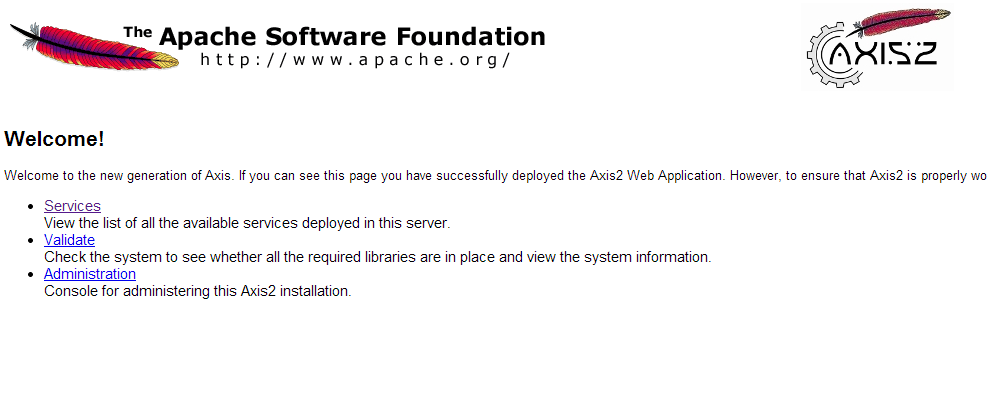 The Apache Software Foundation
http://www.apache.org/
AXIS2
Welcome!
Welcome to the new generation of Axis. If you can see this page you have successfully deployed the Axis2 Web Application. However, to ensure that Axis2 is properly wo
Services
View the list of all the available services deployed in this server.
Validate
Check the system to see whether all the required libraries are in place and view the system information.
Administration
Console for administering this Axis2 installation.